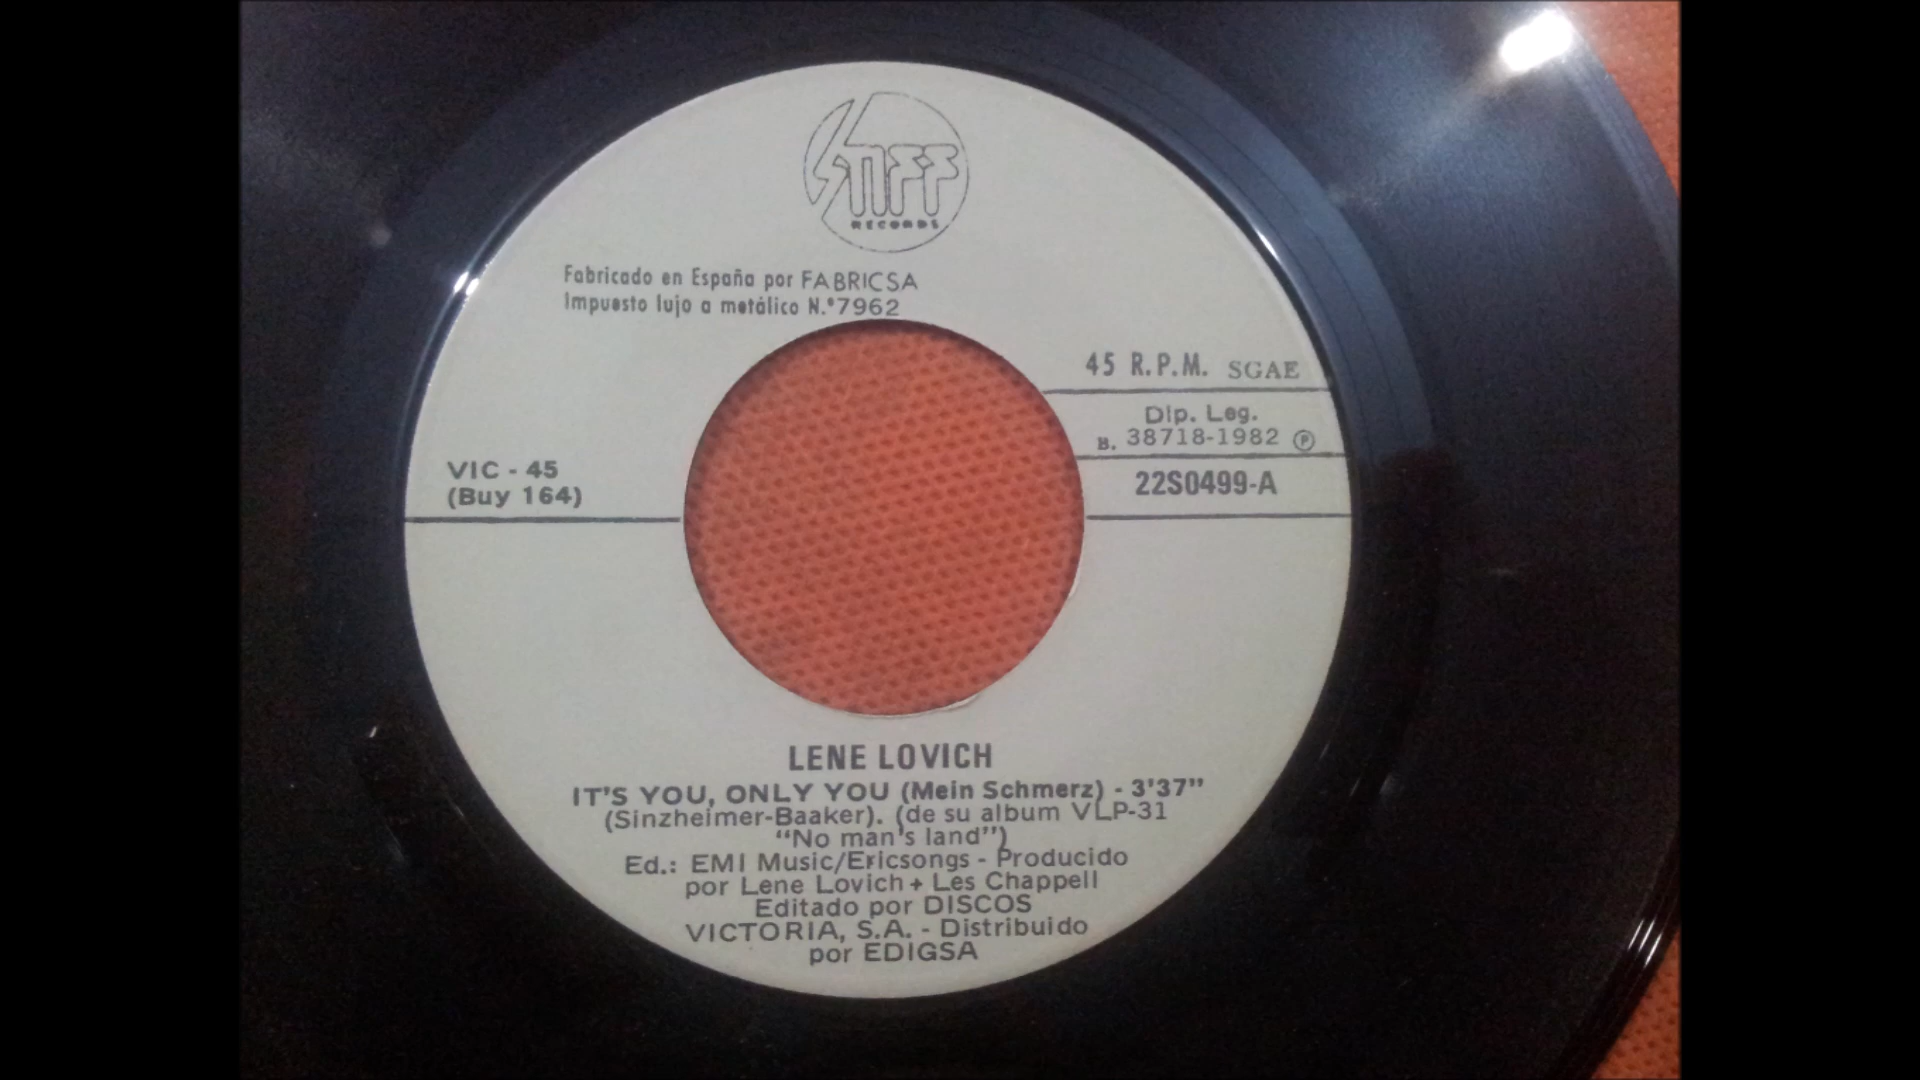 STIFF
RECORDS
Fabricado en España por FABRICSA
Impuesto lujo a metálico N.º7962
45 R.P.M. SGAE
Dip. Leg.
B. 38718-1982 Ⓟ
VIC - 45
(Buy 164)
22S0499-A
LENE LOVICH
IT'S YOU, ONLY YOU (Mein Schmerz) - 3'37"
(Sinzheimer-Baaker). (de su album VLP-31
"No man's land")
Ed.: EMI Music/Ericsongs - Producido
por Lene Lovich + Les Chappell
Editado por DISCOS
VICTORIA, S.A. - Distribuido
por EDIGSA